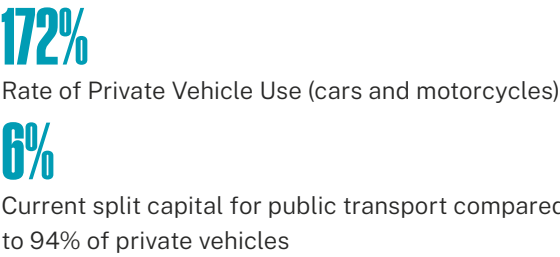 172%
Rate of Private Vehicle Use (cars and motorcycles)
6%
Current split capital for public transport compared
to 94% of private vehicles